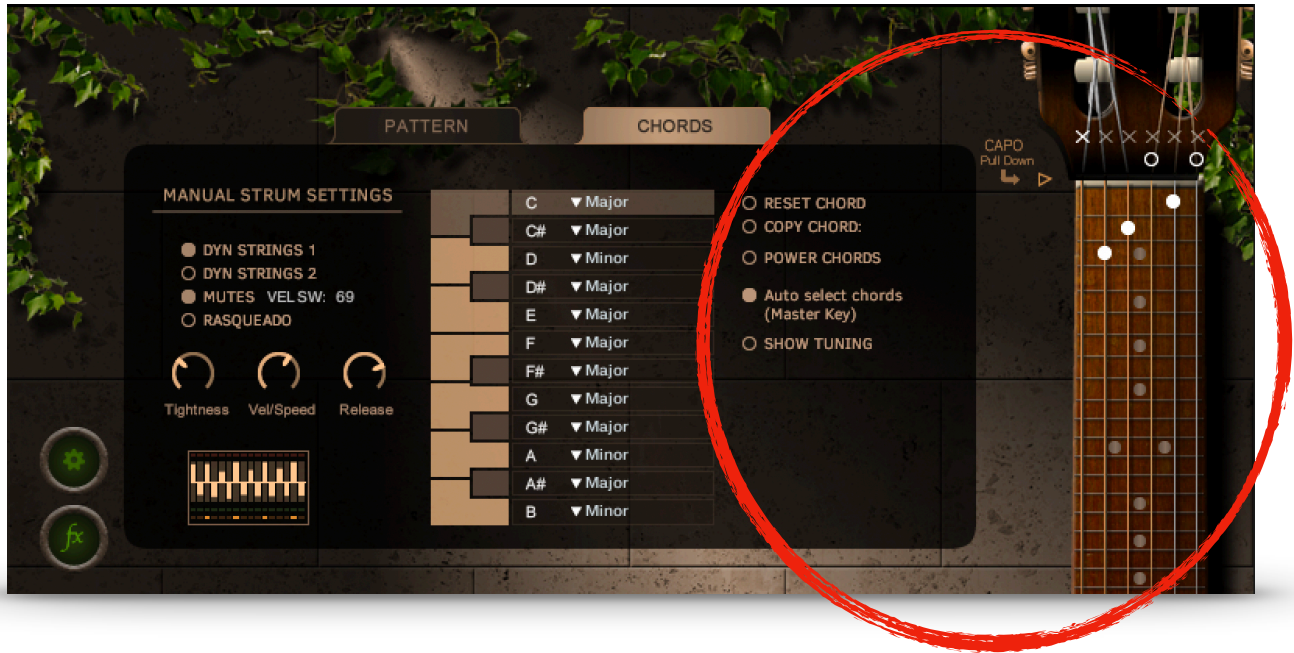 PATTERN
CHORDS
CAPO
Pull Down
MANUAL STRUM SETTINGS
DYN STRINGS 1
DYN STRINGS 2
MUTES VEL SW: 69
RASQUEADO
Tightness Vel/Speed Release
fx
C ▼ Major
C# ▼ Major
D ▼ Minor
D# ▼ Major
E ▼ Major
F ▼ Major
F# ▼ Major
G ▼ Major
G# ▼ Major
A ▼ Minor
A# ▼ Major
B ▼ Minor
RESET CHORD
COPY CHORD:
POWER CHORDS
Auto select chords
(Master Key)
SHOW TUNING